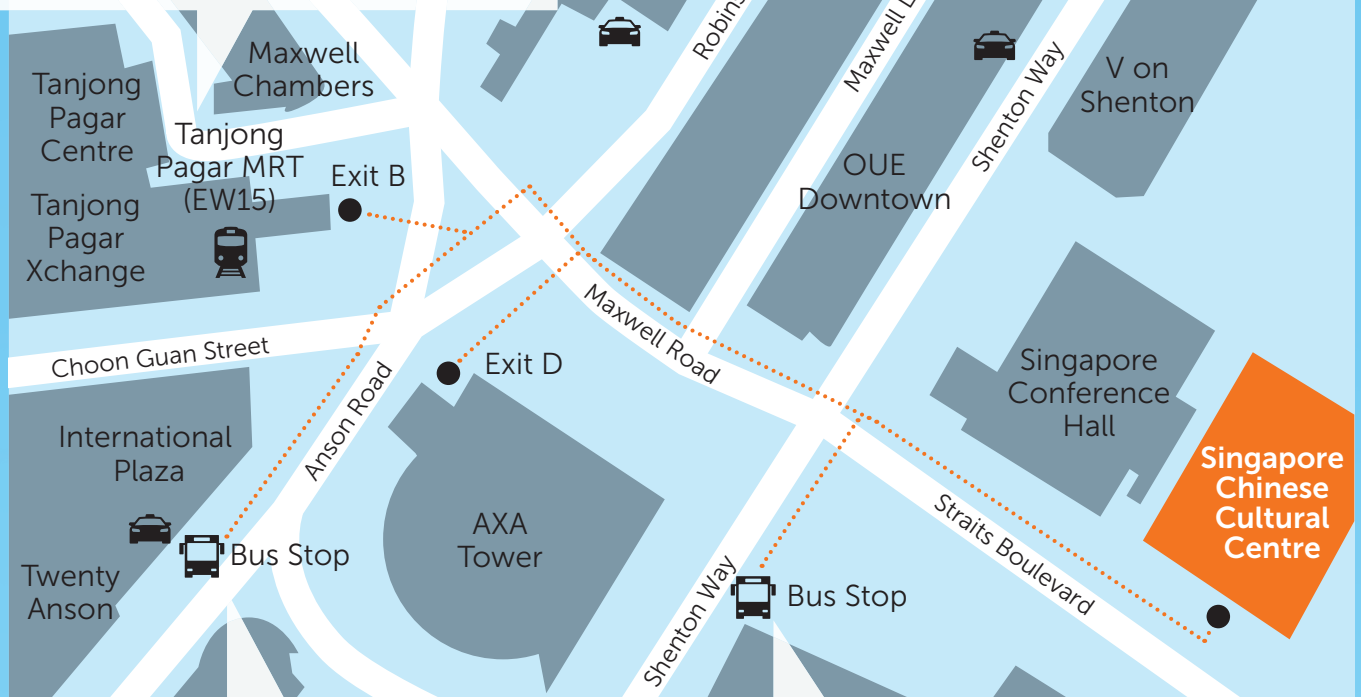 Maxwell
Chambers
Tanjong
Pagar
Centre
Tanjong
Pagar MRT
(EW15)
Exit B
Tanjong
Pagar
Xchange
Robins
Maxwell
Shenton Way
V on
Shenton
OUE
Downtown
Choon Guan Street
Exit D
Maxwell Road
Anson Road
International
Plaza
Singapore
Conference
Hall
Singapore
Chinese
Cultural
Centre
AXA
Tower
Straits Boulevard
Bus Stop
Twenty
Anson
Shenton Way
Bus Stop